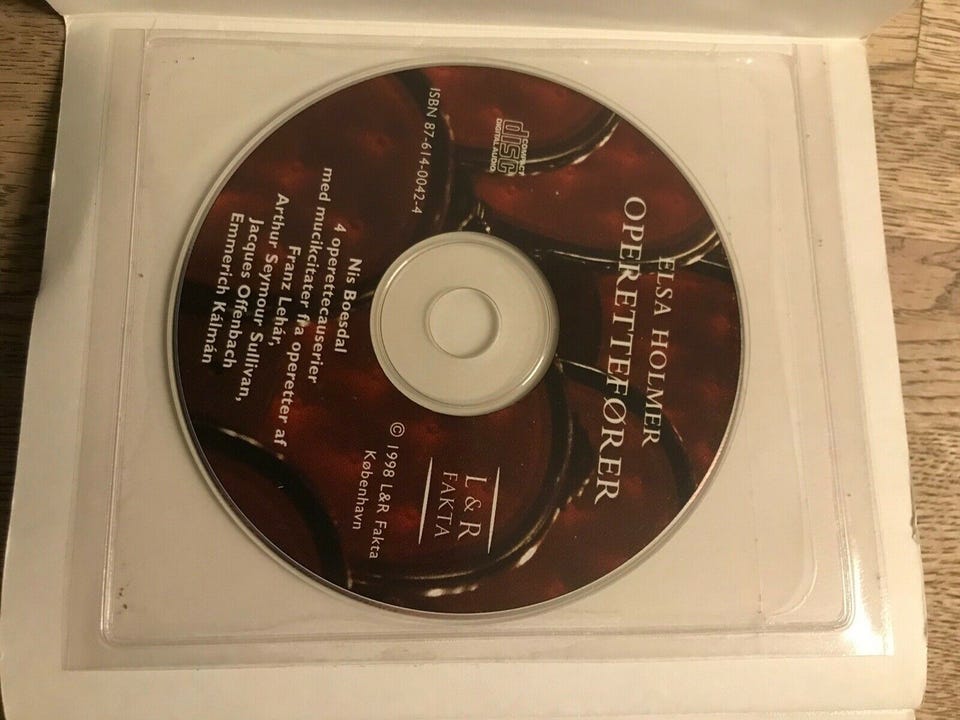 ELSA HOLMER
OPERETTEFØRER
COMPACT
disc
DIGITAL AUDIO
L & R
FAKTA
ISBN 87-614-0042-4
© 1998 L&R Fakta
København
Nis Boesdal
4 operettecauserier
med mucikcitater fra operetter af
Franz Lehár,
Arthur Seymour Sullivan,
Jacques Offenbach
Emmerich Kálmán